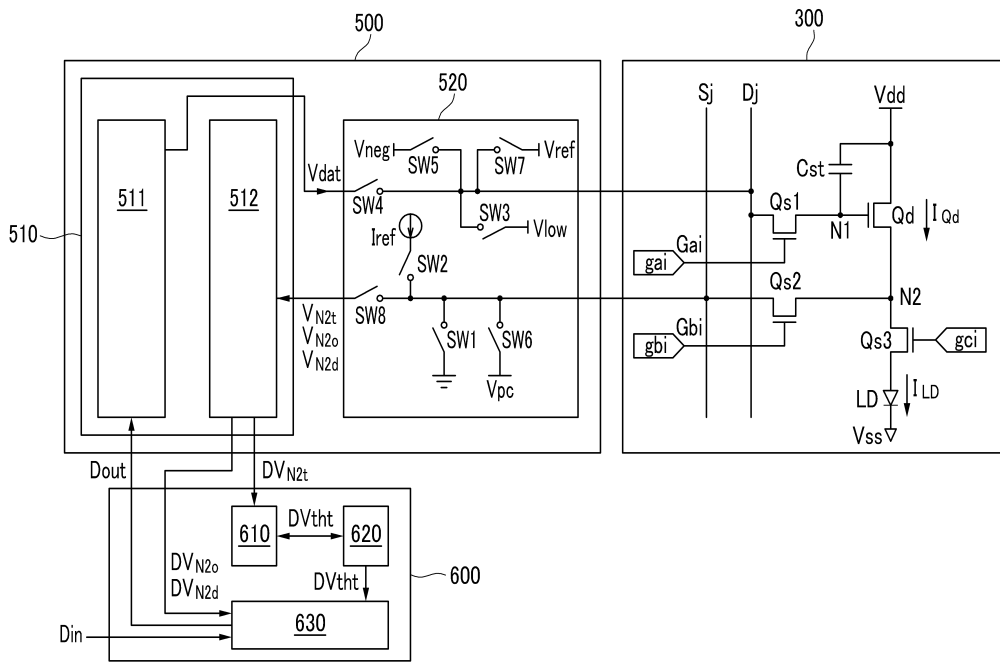 500
300
520
Sj
Dj
Vdd
Vneg
SW5
SW7
Vref
Cst
Vdat
SW4
511
512
SW3
Vlow
Qs1
N1
Qd
I Qd
510
Iref
SW2
Gai
gai
Qs2
N2
SW8
VN2t
VN2o
VN2d
SW1
SW6
Gbi
gbi
Qs3
gci
Vpc
LD
I LD
Vss
Dout
DVN2t
610
DVtht
620
DVN2o
DVN2d
DVtht
600
630
Din